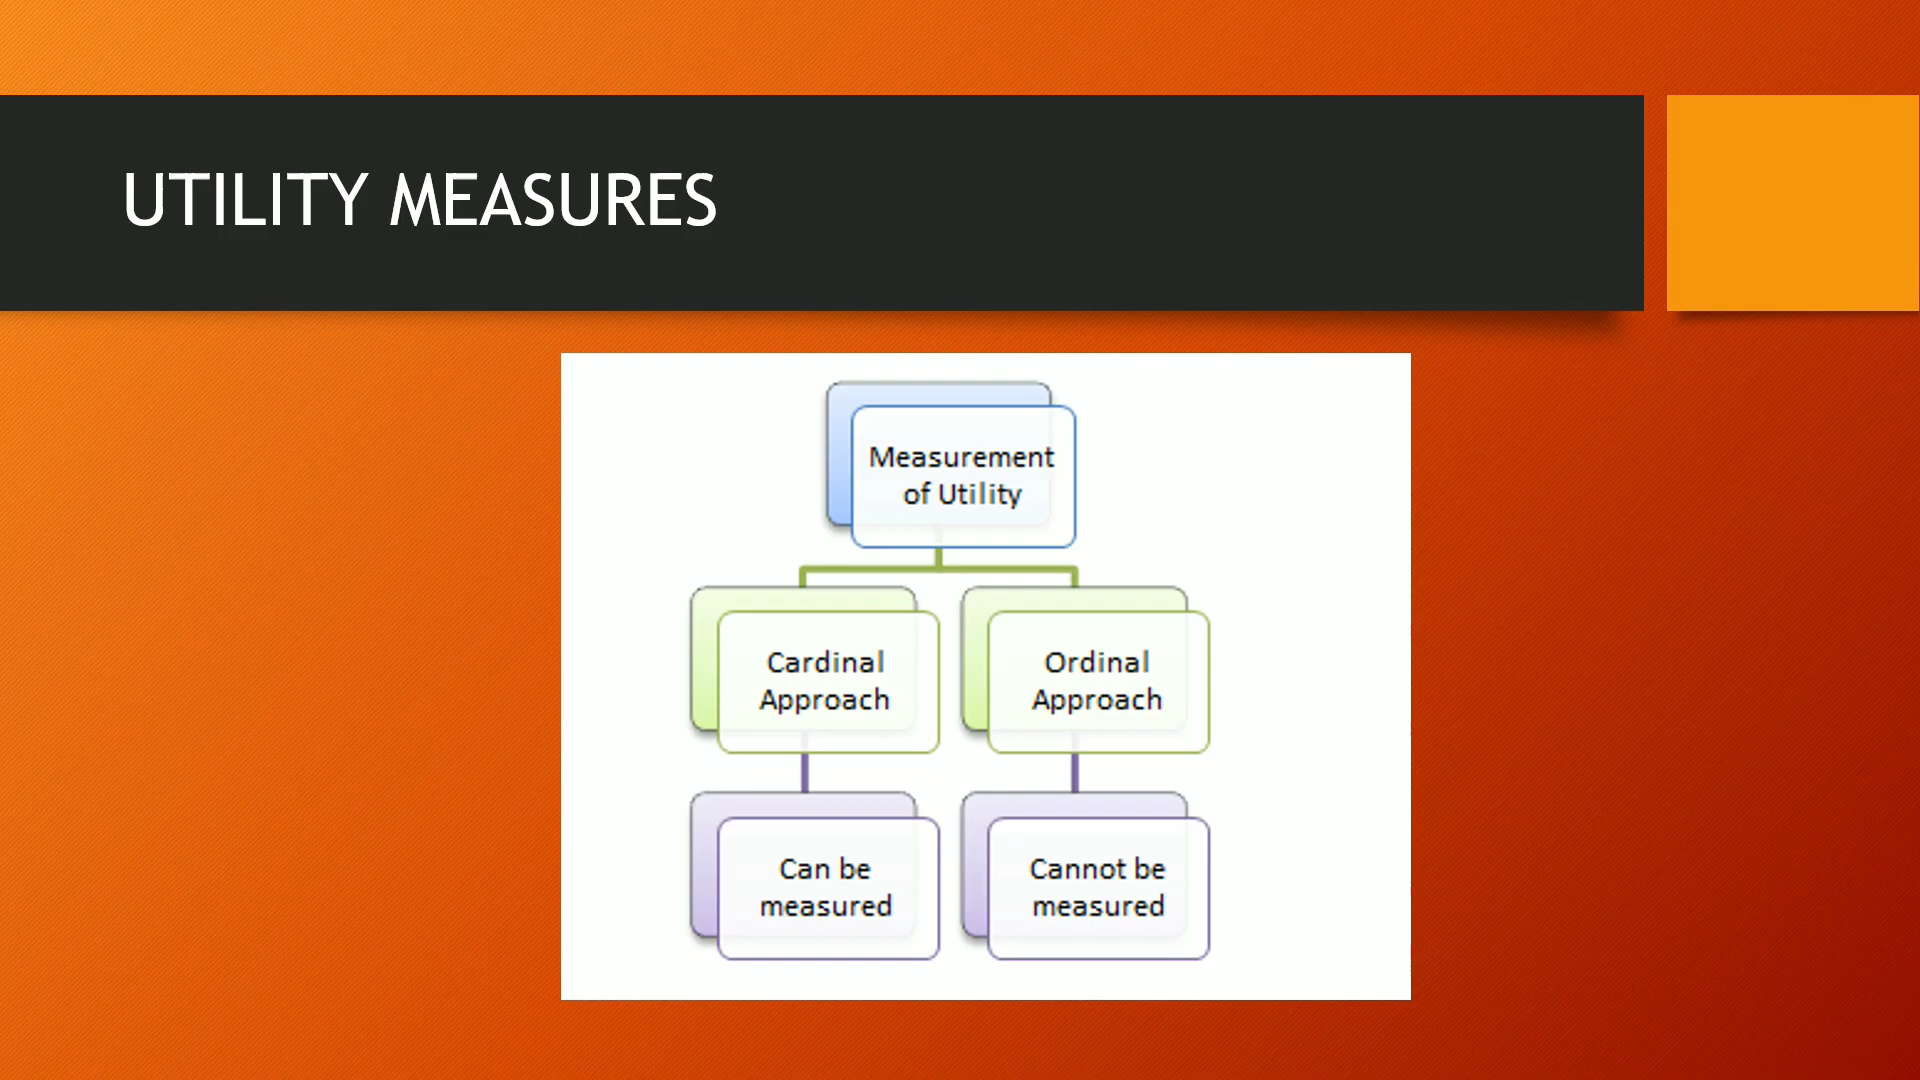 UTILITY MEASURES
Measurement
of Utility
Cardinal
Approach
Ordinal
Approach
Can be
measured
Cannot be
measured